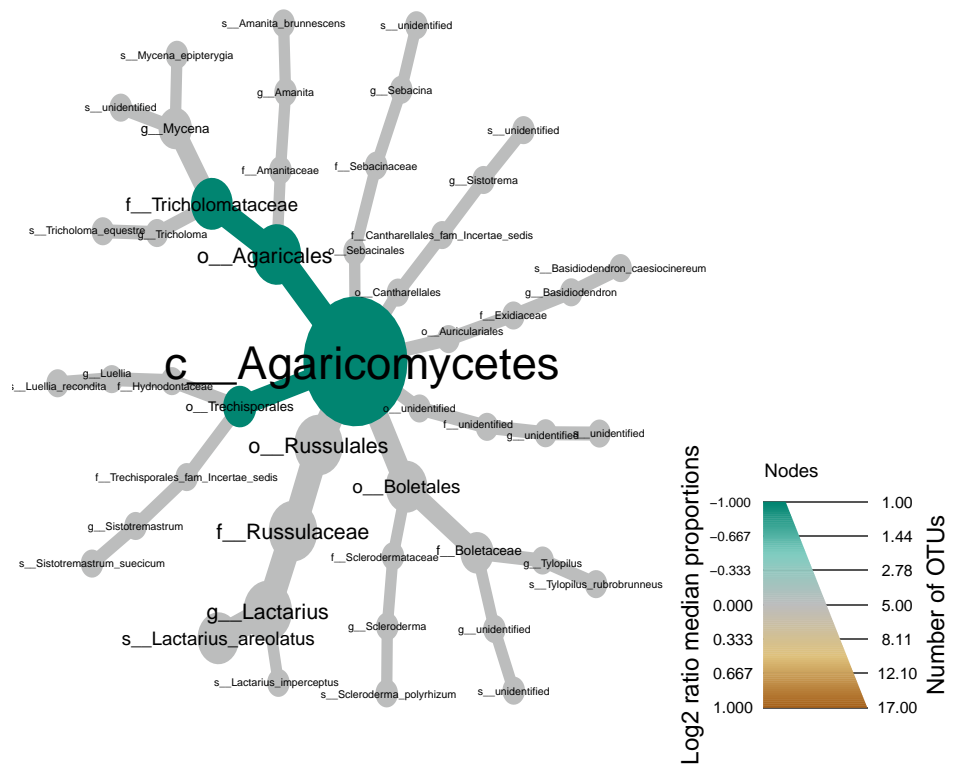 s__Amanita_brunnescens
s__unidentified
s__Mycena_epipterygia
g__Amanita
g__Sebacina
s__unidentified
g__Mycena
s__unidentified
f__Amanitaceae
f__Sebacinaceae
g__Sistotrema
f__Tricholomataceae
s__Tricholoma_equestre
g__Tricholoma
f__Cantharellales_fam_Incertae_sedis
o__Agaricales
o__Sebacinales
s__Basidiodendron_caesiocinereum
o__Cantharellales
g__Basidiodendron
f__Exidiaceae
o__Auriculariales
c__Agaricomycetes
g__Luellia
s__Luellia_recondita
f__Hydnodontaceae
o__Trechisporales
o__unidentified
f__unidentified
g__unidentified
s__unidentified
o__Russulales
f__Trechisporales_fam_Incertae_sedis
o__Boletales
g__Sistotremastrum
f__Russulaceae
s__Sistotremastrum_suecicum
f__Sclerodermataceae
f__Boletaceae
g__Tylopilus
s__Tylopilus_rubrobrunneus
g__Lactarius
s__Lactarius_areolatus
g__Scleroderma
g__unidentified
s__Lactarius_imperceptus
s__Scleroderma_polyrhizum
s__unidentified
Nodes
Log2 ratio median proportions
Number of OTUs
−1.000 1.00
−0.667 1.44
−0.333 2.78
0.000 5.00
0.333 8.11
0.667 12.10
1.000 17.00